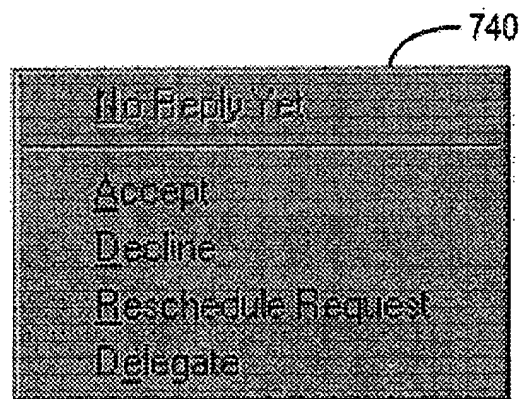 740
No Reply Yet
Accept
Decline
Reschedule Request
Delegate